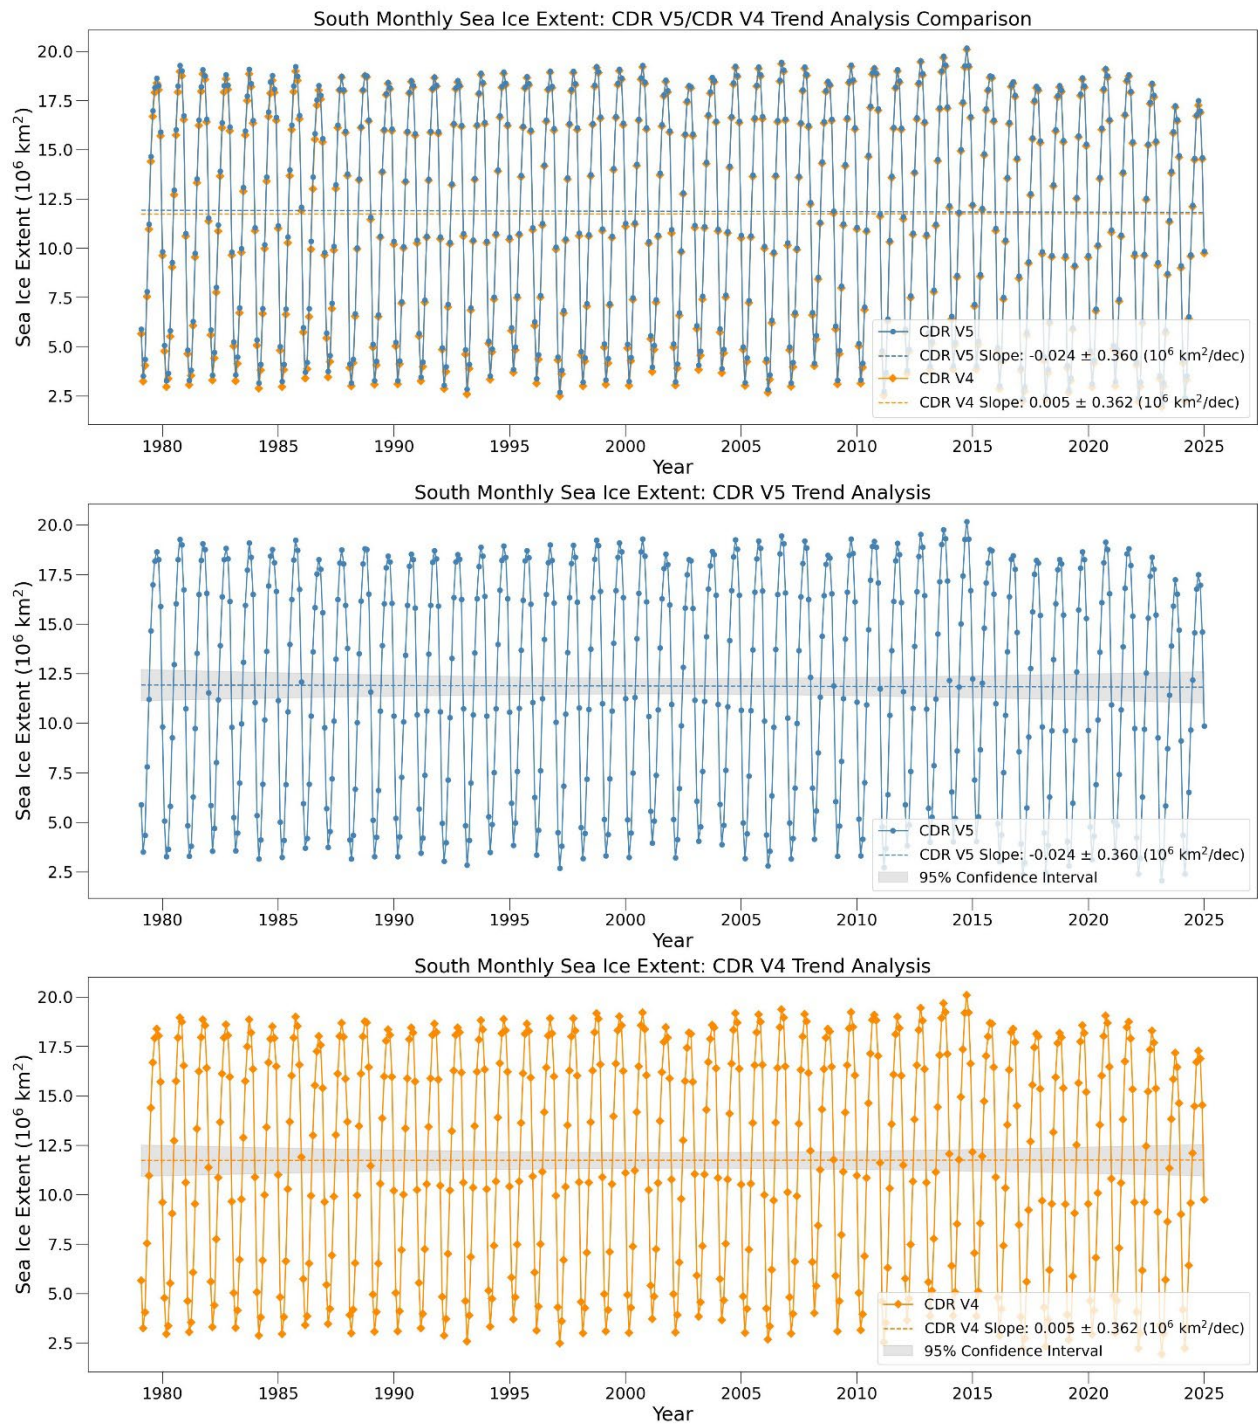 South Monthly Sea Ice Extent: CDR V5/CDR V4 Trend Analysis Comparison
Sea Ice Extent (10⁶ km²)
20.0
17.5
15.0
12.5
10.0
7.5
5.0
2.5
CDR V5
CDR V5 Slope: -0.024 ± 0.360 (10⁶ km²/dec)
CDR V4
CDR V4 Slope: 0.005 ± 0.362 (10⁶ km²/dec)
1980 1985 1990 1995 2000 2005 2010 2015 2020 2025
Year
South Monthly Sea Ice Extent: CDR V5 Trend Analysis
Sea Ice Extent (10⁶ km²)
20.0
17.5
15.0
12.5
10.0
7.5
5.0
2.5
CDR V5
CDR V5 Slope: -0.024 ± 0.360 (10⁶ km²/dec)
95% Confidence Interval
1980 1985 1990 1995 2000 2005 2010 2015 2020 2025
Year
South Monthly Sea Ice Extent: CDR V4 Trend Analysis
Sea Ice Extent (10⁶ km²)
20.0
17.5
15.0
12.5
10.0
7.5
5.0
2.5
CDR V4
CDR V4 Slope: 0.005 ± 0.362 (10⁶ km²/dec)
95% Confidence Interval
1980 1985 1990 1995 2000 2005 2010 2015 2020 2025
Year